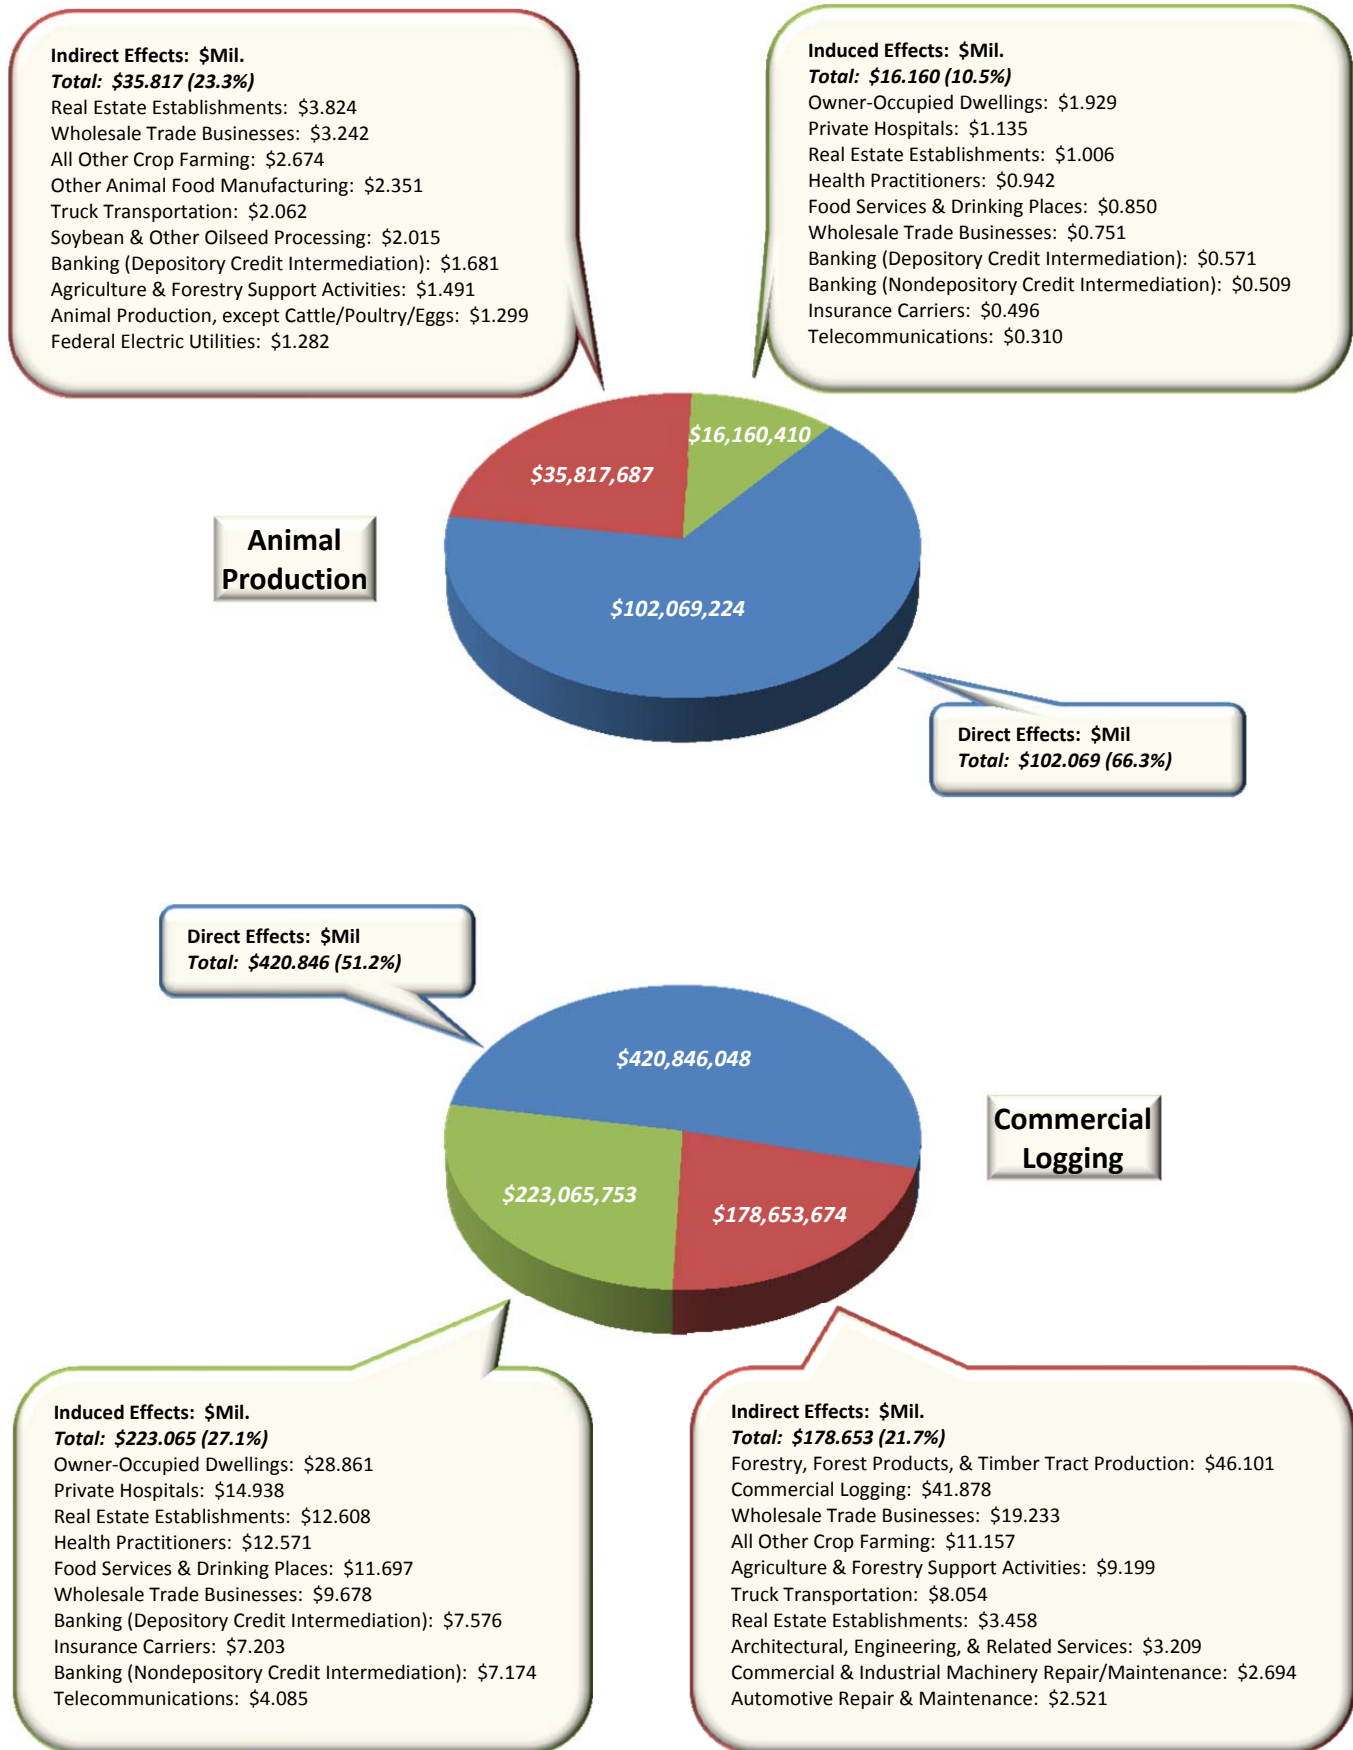 Indirect Effects:  $Mil.
Total:  $35.817 (23.3%)
Real Estate Establishments:  $3.824
Wholesale Trade Businesses:  $3.242
All Other Crop Farming:  $2.674
Other Animal Food Manufacturing:  $2.351
Truck Transportation:  $2.062
Soybean & Other Oilseed Processing:  $2.015
Banking (Depository Credit Intermediation):  $1.681
Agriculture & Forestry Support Activities:  $1.491
Animal Production, except Cattle/Poultry/Eggs:  $1.299
Federal Electric Utilities:  $1.282
Induced Effects:  $Mil.
Total:  $16.160 (10.5%)
Owner-Occupied Dwellings:  $1.929
Private Hospitals:  $1.135
Real Estate Establishments:  $1.006
Health Practitioners:  $0.942
Food Services & Drinking Places:  $0.850
Wholesale Trade Businesses:  $0.751
Banking (Depository Credit Intermediation):  $0.571
Banking (Nondepository Credit Intermediation):  $0.509
Insurance Carriers:  $0.496
Telecommunications:  $0.310
$16,160,410
$35,817,687
Animal
Production
$102,069,224
Direct Effects:  $Mil
Total:  $102.069 (66.3%)
Direct Effects:  $Mil
Total:  $420.846 (51.2%)
$420,846,048
Commercial
Logging
$223,065,753
$178,653,674
Induced Effects:  $Mil.
Total:  $223.065 (27.1%)
Owner-Occupied Dwellings:  $28.861
Private Hospitals:  $14.938
Real Estate Establishments:  $12.608
Health Practitioners:  $12.571
Food Services & Drinking Places:  $11.697
Wholesale Trade Businesses:  $9.678
Banking (Depository Credit Intermediation):  $7.576
Insurance Carriers:  $7.203
Banking (Nondepository Credit Intermediation):  $7.174
Telecommunications:  $4.085
Indirect Effects:  $Mil.
Total:  $178.653 (21.7%)
Forestry, Forest Products, & Timber Tract Production:  $46.101
Commercial Logging:  $41.878
Wholesale Trade Businesses:  $19.233
All Other Crop Farming:  $11.157
Agriculture & Forestry Support Activities:  $9.199
Truck Transportation:  $8.054
Real Estate Establishments:  $3.458
Architectural, Engineering, & Related Services:  $3.209
Commercial & Industrial Machinery Repair/Maintenance:  $2.694
Automotive Repair & Maintenance:  $2.521